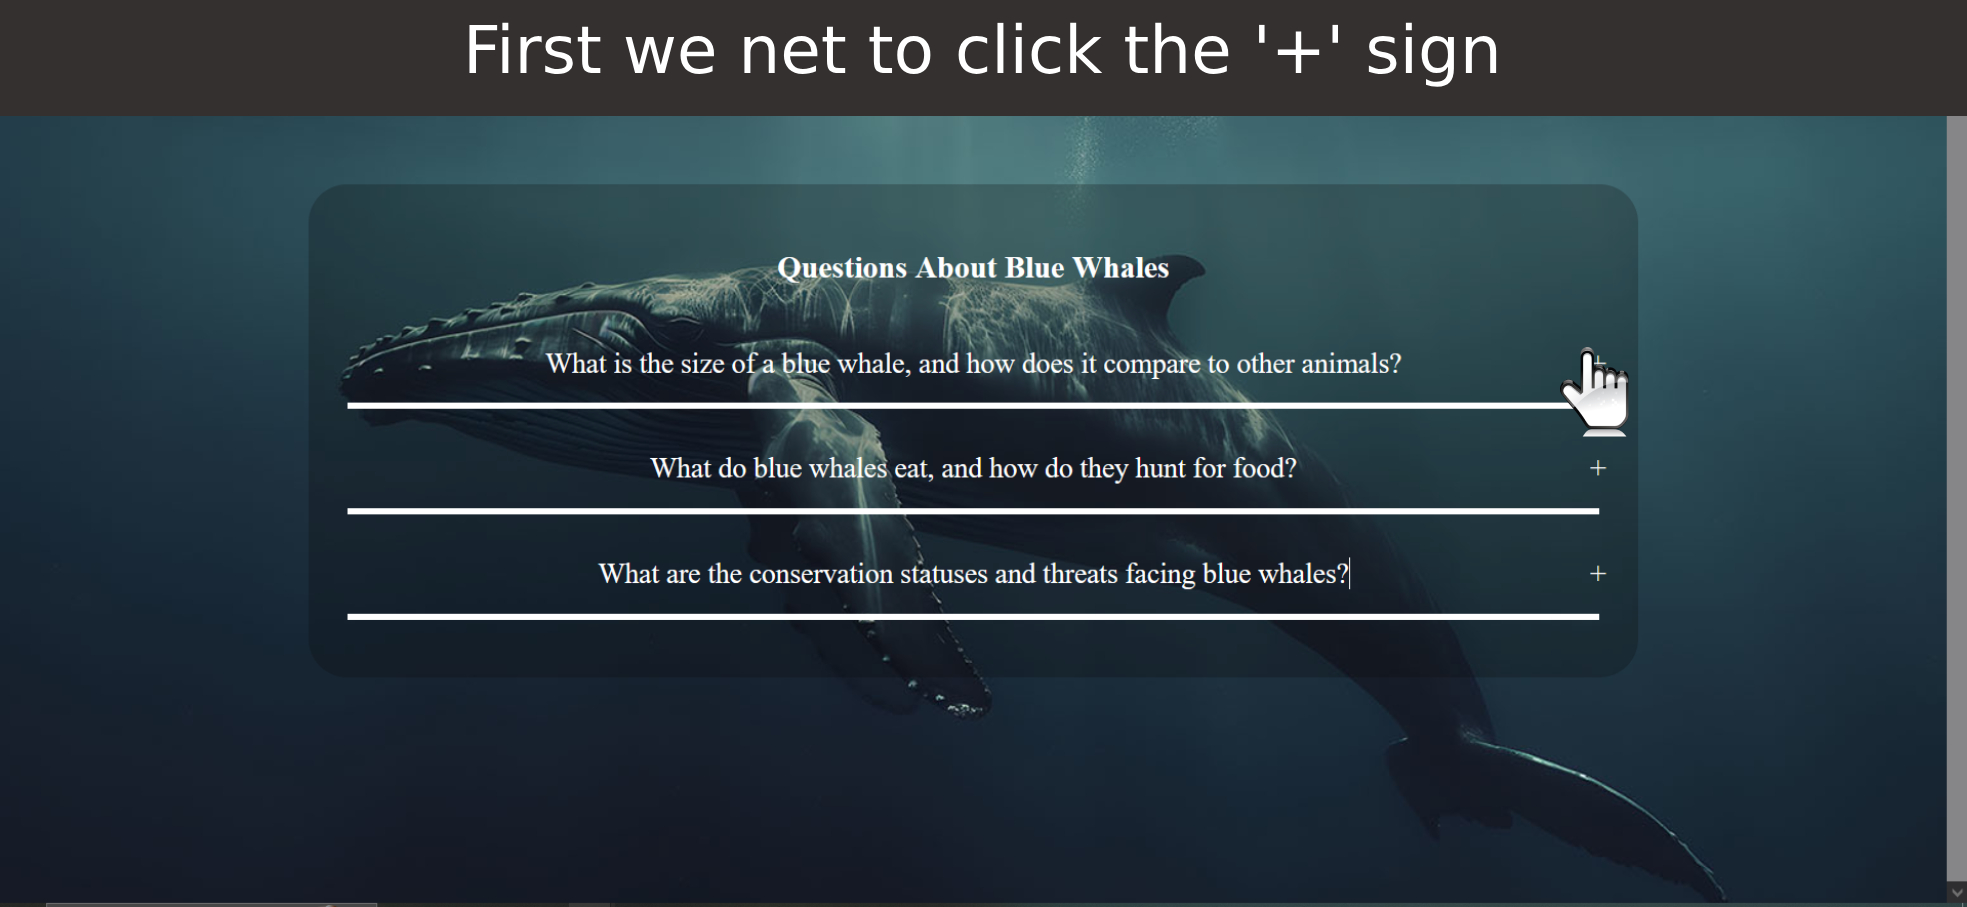 First we net to click the '+' sign
Questions About Blue Whales
What is the size of a blue whale, and how does it compare to other animals? +
What do blue whales eat, and how do they hunt for food? +
What are the conservation statuses and threats facing blue whales? +